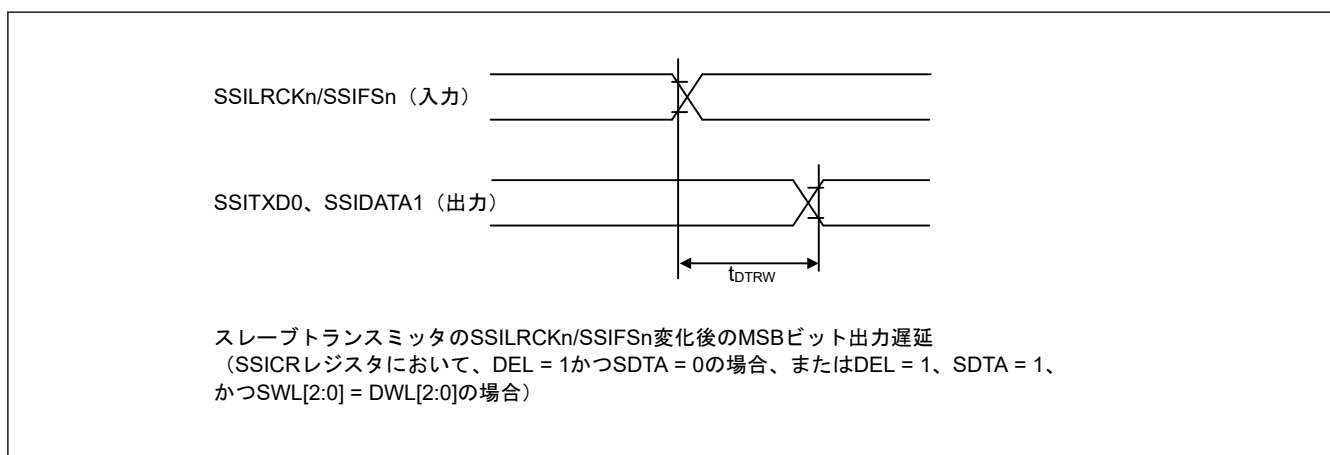 SSILRCKn/SSIFSn（入力）
SSITXD0、SSIDATA1（出力）
tDTRW
スレーブトランスミッタのSSILRCKn/SSIFSn変化後のMSBビット出力遅延
（SSICRレジスタにおいて、DEL = 1かつSDTA = 0の場合、またはDEL = 1、SDTA = 1、
かつSWL[2:0] = DWL[2:0]の場合）